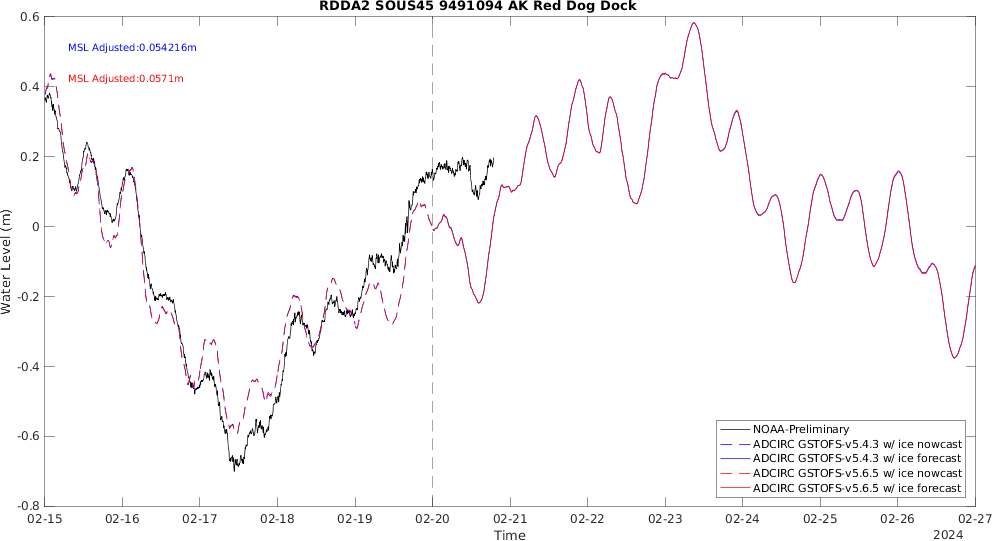 RDDA2 SOUS45 9491094 AK Red Dog Dock
MSL Adjusted:0.054216m
MSL Adjusted:0.0571m
Water Level (m)
0.6
0.4
0.2
0
-0.2
-0.4
-0.6
-0.8
NOAA-Preliminary
ADCIRC GSTOFS-v5.4.3 w/ ice nowcast
ADCIRC GSTOFS-v5.4.3 w/ ice forecast
ADCIRC GSTOFS-v5.6.5 w/ ice nowcast
ADCIRC GSTOFS-v5.6.5 w/ ice forecast
02-15 02-16 02-17 02-18 02-19 02-20 02-21 02-22 02-23 02-24 02-25 02-26 02-27
Time
2024